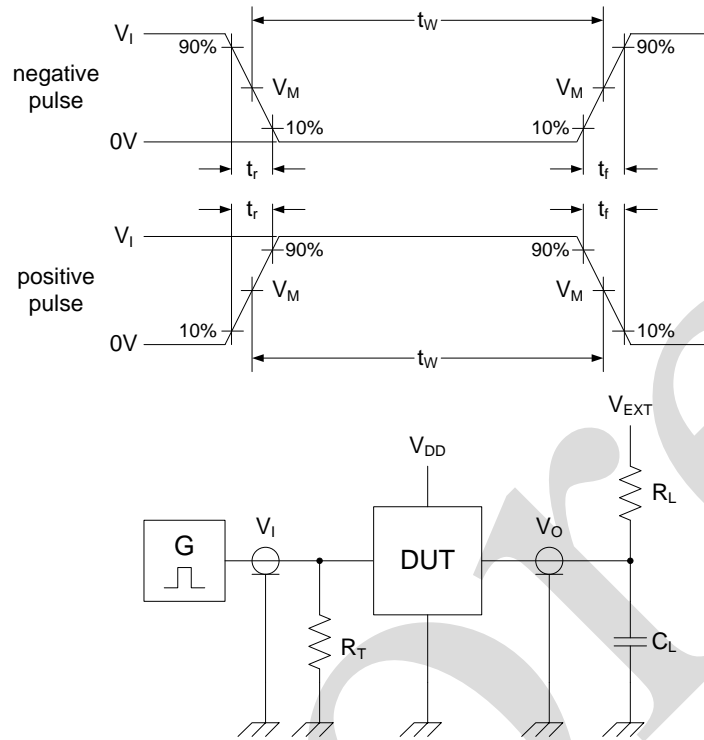 V_I
90%
t_W
90%
negative
pulse
V_M
V_M
10%
10%
0V
t_r
t_f
t_r
t_f
V_I
90%
90%
positive
pulse
V_M
V_M
10%
10%
0V
t_W
V_EXT
V_DD
R_L
G
V_I
DUT
V_O
R_T
C_L